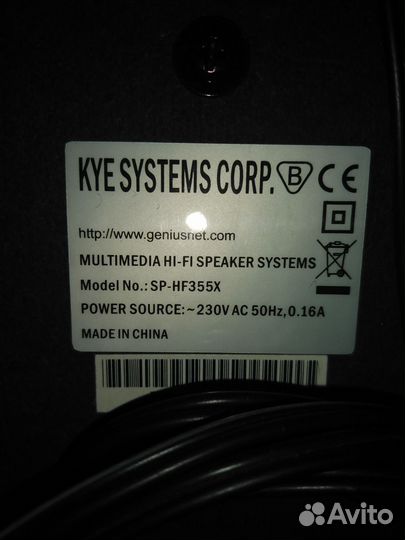 KYE SYSTEMS CORP. B CE
http://www.geniusnet.com
MULTIMEDIA HI-FI SPEAKER SYSTEMS
Model No.: SP-HF355X
POWER SOURCE: ~230V AC 50Hz, 0.16A
MADE IN CHINA
Avito